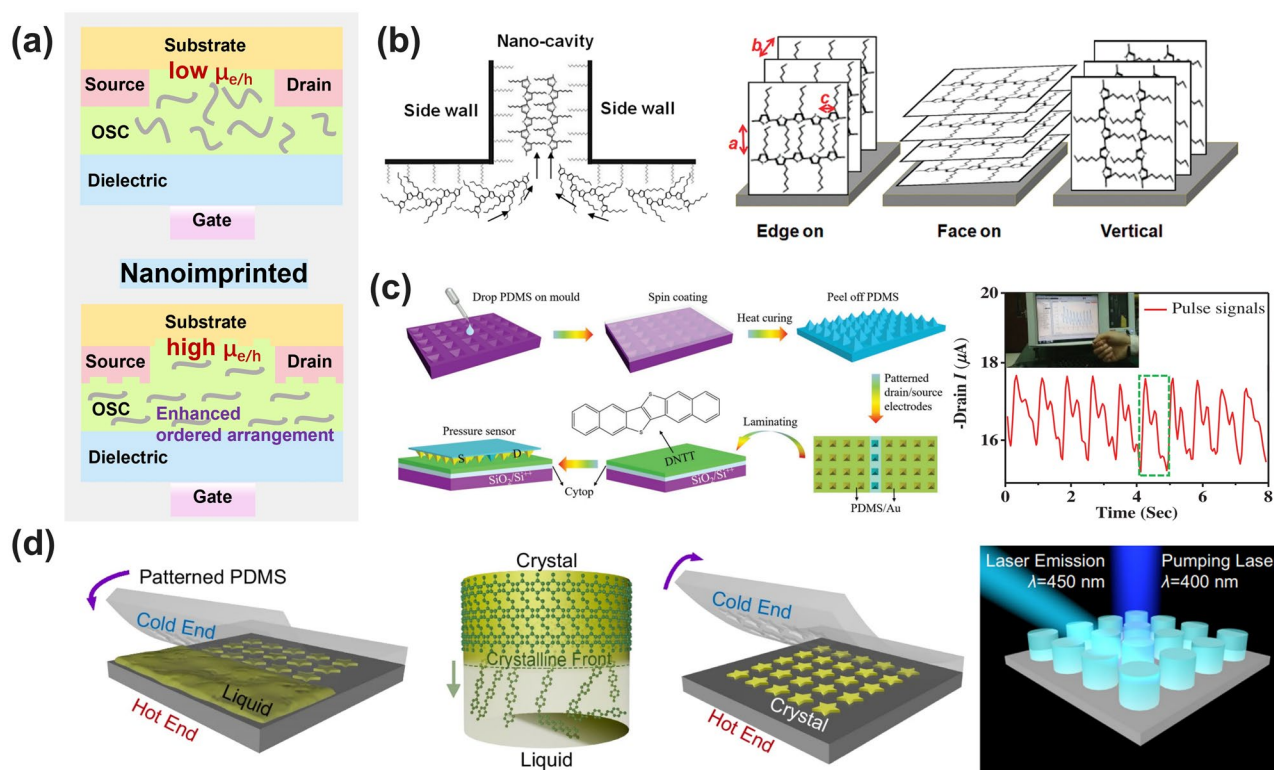 (a)
Substrate
low μe/h
Source
Drain
OSC
Dielectric
Gate
Nanoimprinted
Substrate
high μe/h
Source
Drain
OSC
Enhanced
ordered arrangement
Dielectric
Gate
(b)
Nano-cavity
Side wall
Side wall
b
c
a
Edge on
Face on
Vertical
(c)
Drop PDMS on mould
Spin coating
Heat curing
Peel off PDMS
Patterned
drain/source
electrodes
Laminating
S
S
DNTT
Pressure sensor
S
D
SiO2/Si++
Cytop
SiO2/Si++
PDMS/Au
-Drain I (μA)
20
18
16
Pulse signals
0
2
4
6
8
Time (Sec)
(d)
Patterned PDMS
Cold End
Liquid
Hot End
Crystal
Crystalline Front
Liquid
Cold End
Crystal
Hot End
Laser Emission
λ=450 nm
Pumping Lase
λ=400 nm